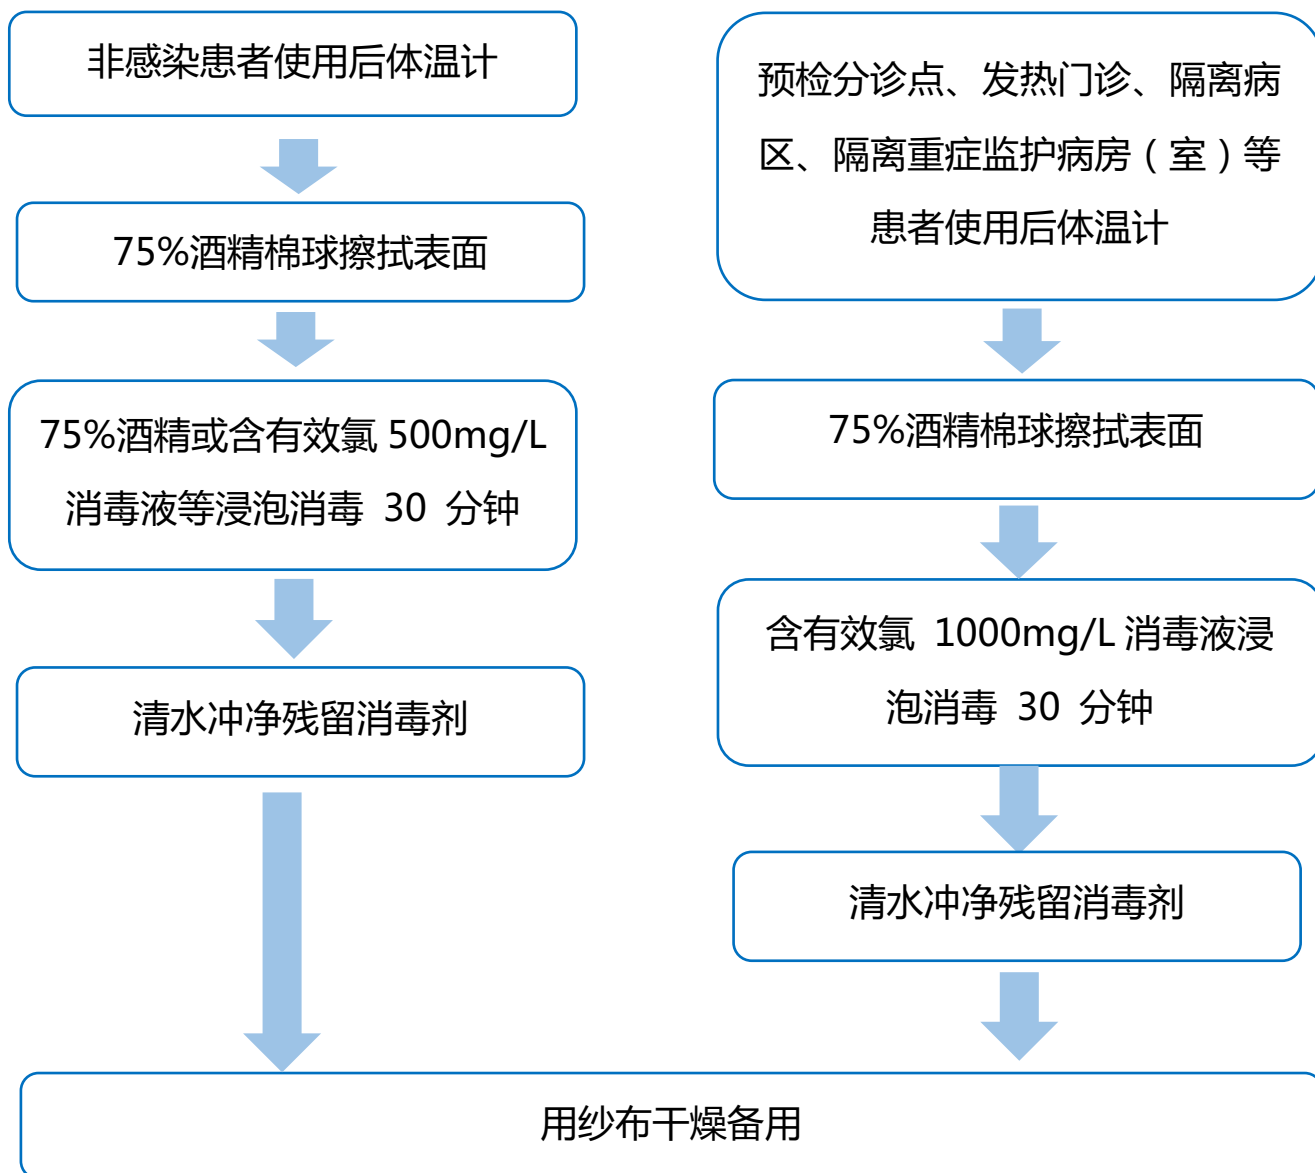 非感染患者使用后体温计
75%酒精棉球擦拭表面
75%酒精或含有效氯 500mg/L
消毒液等浸泡消毒 30 分钟
清水冲净残留消毒剂
预检分诊点、发热门诊、隔离病
区、隔离重症监护病房（室）等
患者使用后体温计
75%酒精棉球擦拭表面
含有效氯 1000mg/L 消毒液浸
泡消毒 30 分钟
清水冲净残留消毒剂
用纱布干燥备用